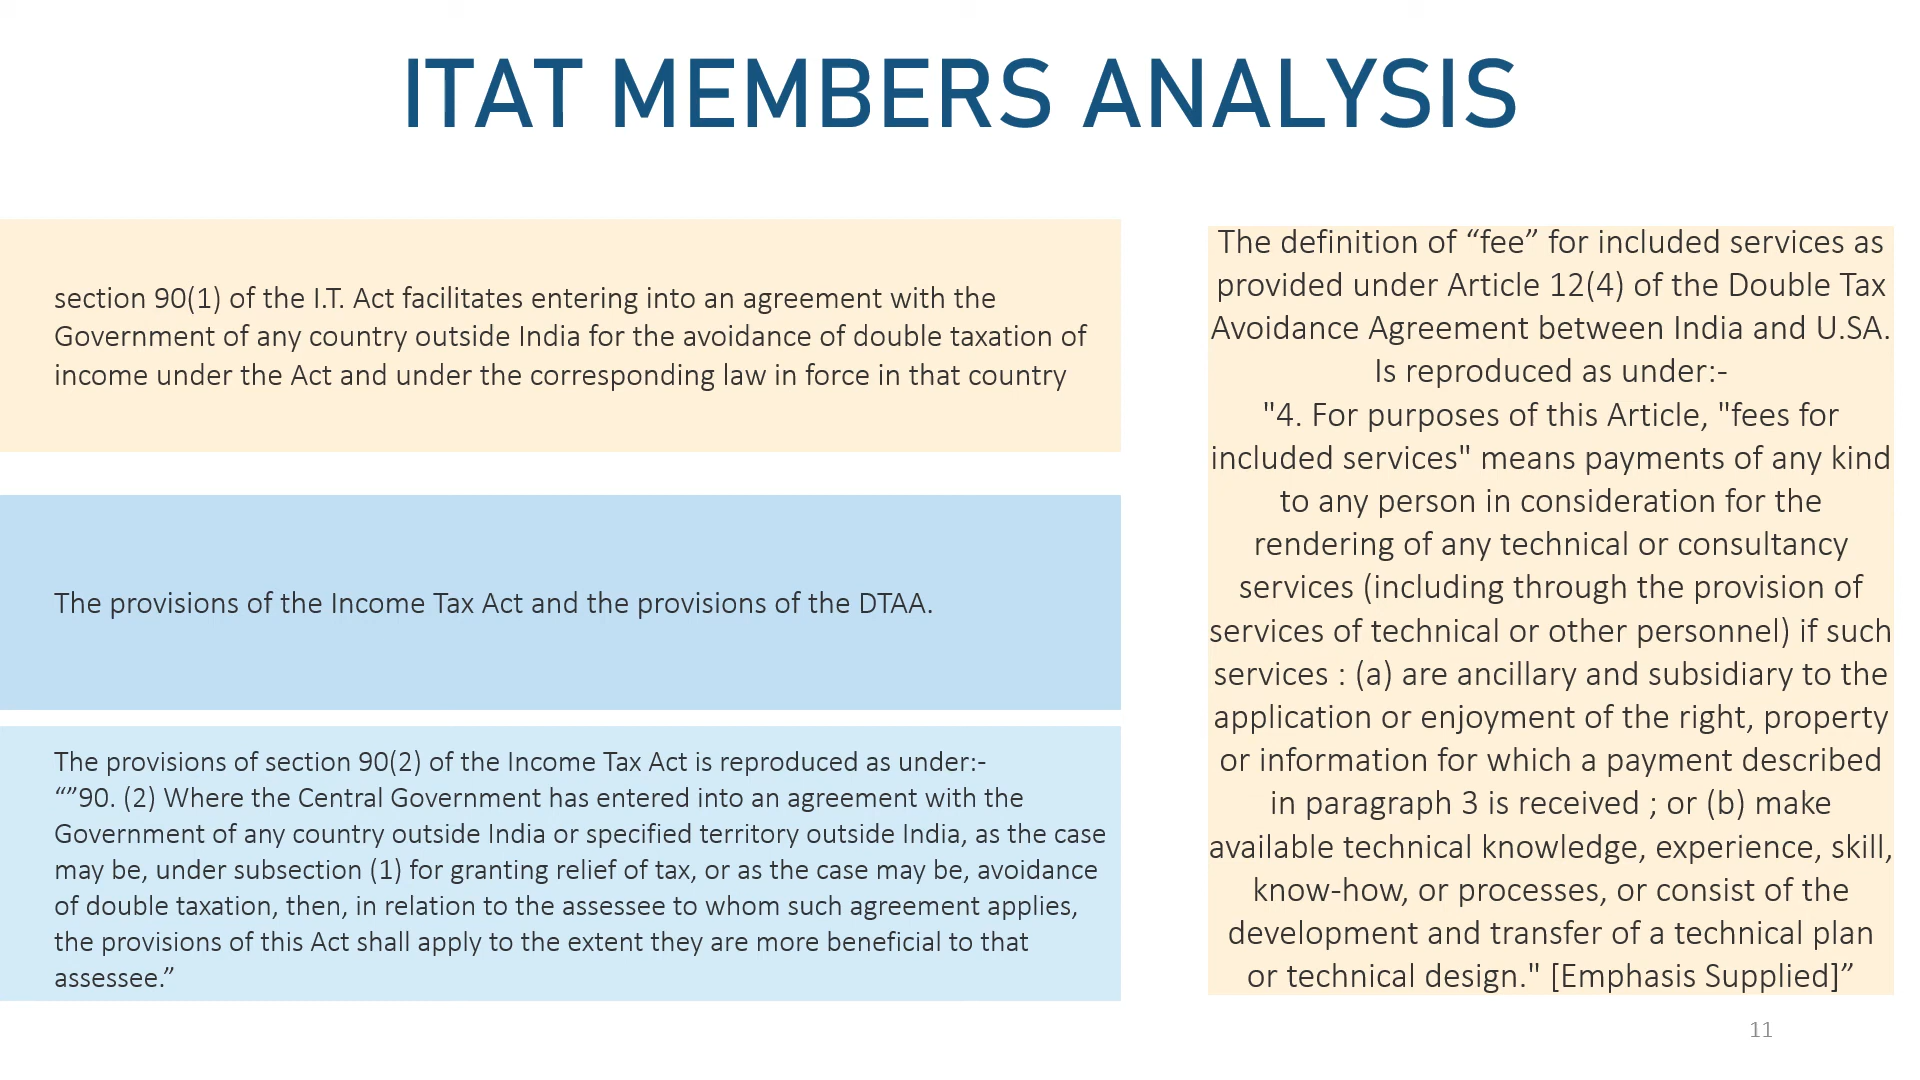 ITAT MEMBERS ANALYSIS
section 90(1) of the I.T. Act facilitates entering into an agreement with the
Government of any country outside India for the avoidance of double taxation of
income under the Act and under the corresponding law in force in that country
The provisions of the Income Tax Act and the provisions of the DTAA.
The provisions of section 90(2) of the Income Tax Act is reproduced as under:-
“”90. (2) Where the Central Government has entered into an agreement with the
Government of any country outside India or specified territory outside India, as the case
may be, under subsection (1) for granting relief of tax, or as the case may be, avoidance
of double taxation, then, in relation to the assessee to whom such agreement applies,
the provisions of this Act shall apply to the extent they are more beneficial to that
assessee.”
The definition of “fee” for included services as
provided under Article 12(4) of the Double Tax
Avoidance Agreement between India and U.SA.
Is reproduced as under:-
"4. For purposes of this Article, "fees for
included services" means payments of any kind
to any person in consideration for the
rendering of any technical or consultancy
services (including through the provision of
services of technical or other personnel) if such
services : (a) are ancillary and subsidiary to the
application or enjoyment of the right, property
or information for which a payment described
in paragraph 3 is received ; or (b) make
available technical knowledge, experience, skill,
know-how, or processes, or consist of the
development and transfer of a technical plan
or technical design." [Emphasis Supplied]”
11